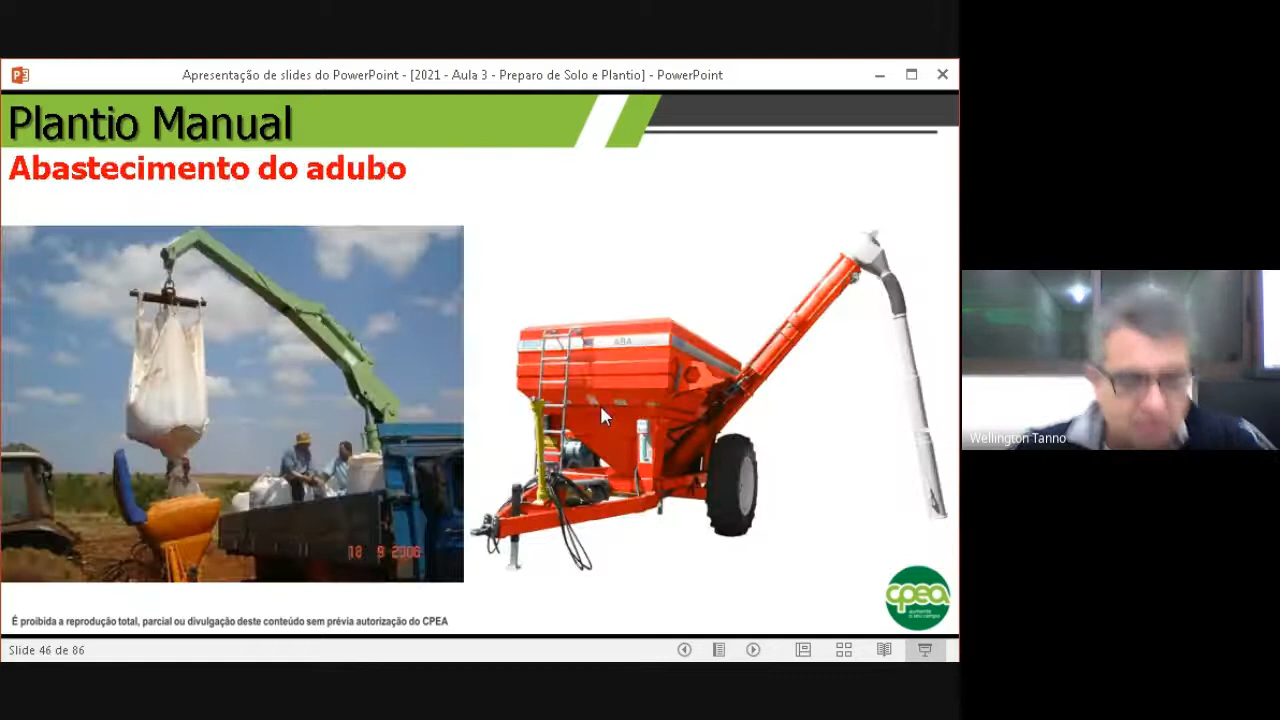 Apresentação de slides do PowerPoint - [2021 - Aula 3 - Preparo de Solo e Plantio] - PowerPoint
Plantio Manual
Abastecimento do adubo
ABA
18 9 2006
cpea
É proibida a reprodução total, parcial ou divulgação deste conteúdo sem prévia autorização do CPEA
Slide 46 de 86
Wellington Tanno